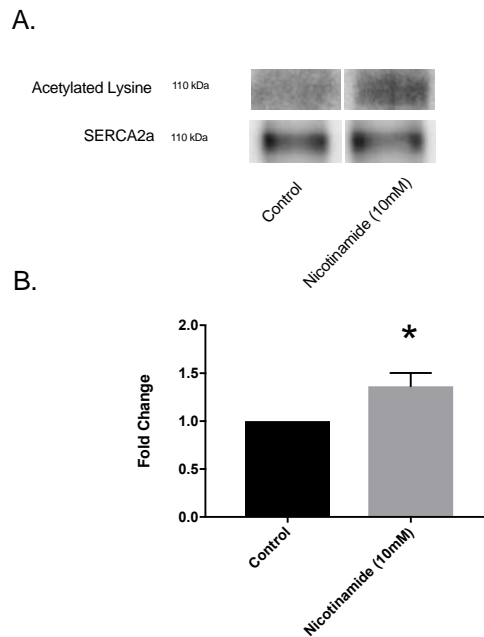 A.
Acetylated Lysine 110 kDa
SERCA2a 110 kDa
Control
Nicotinamide (10mM)
B.
*
2.0
1.5
1.0
0.5
0.0
Fold Change
Control
Nicotinamide (10mM)